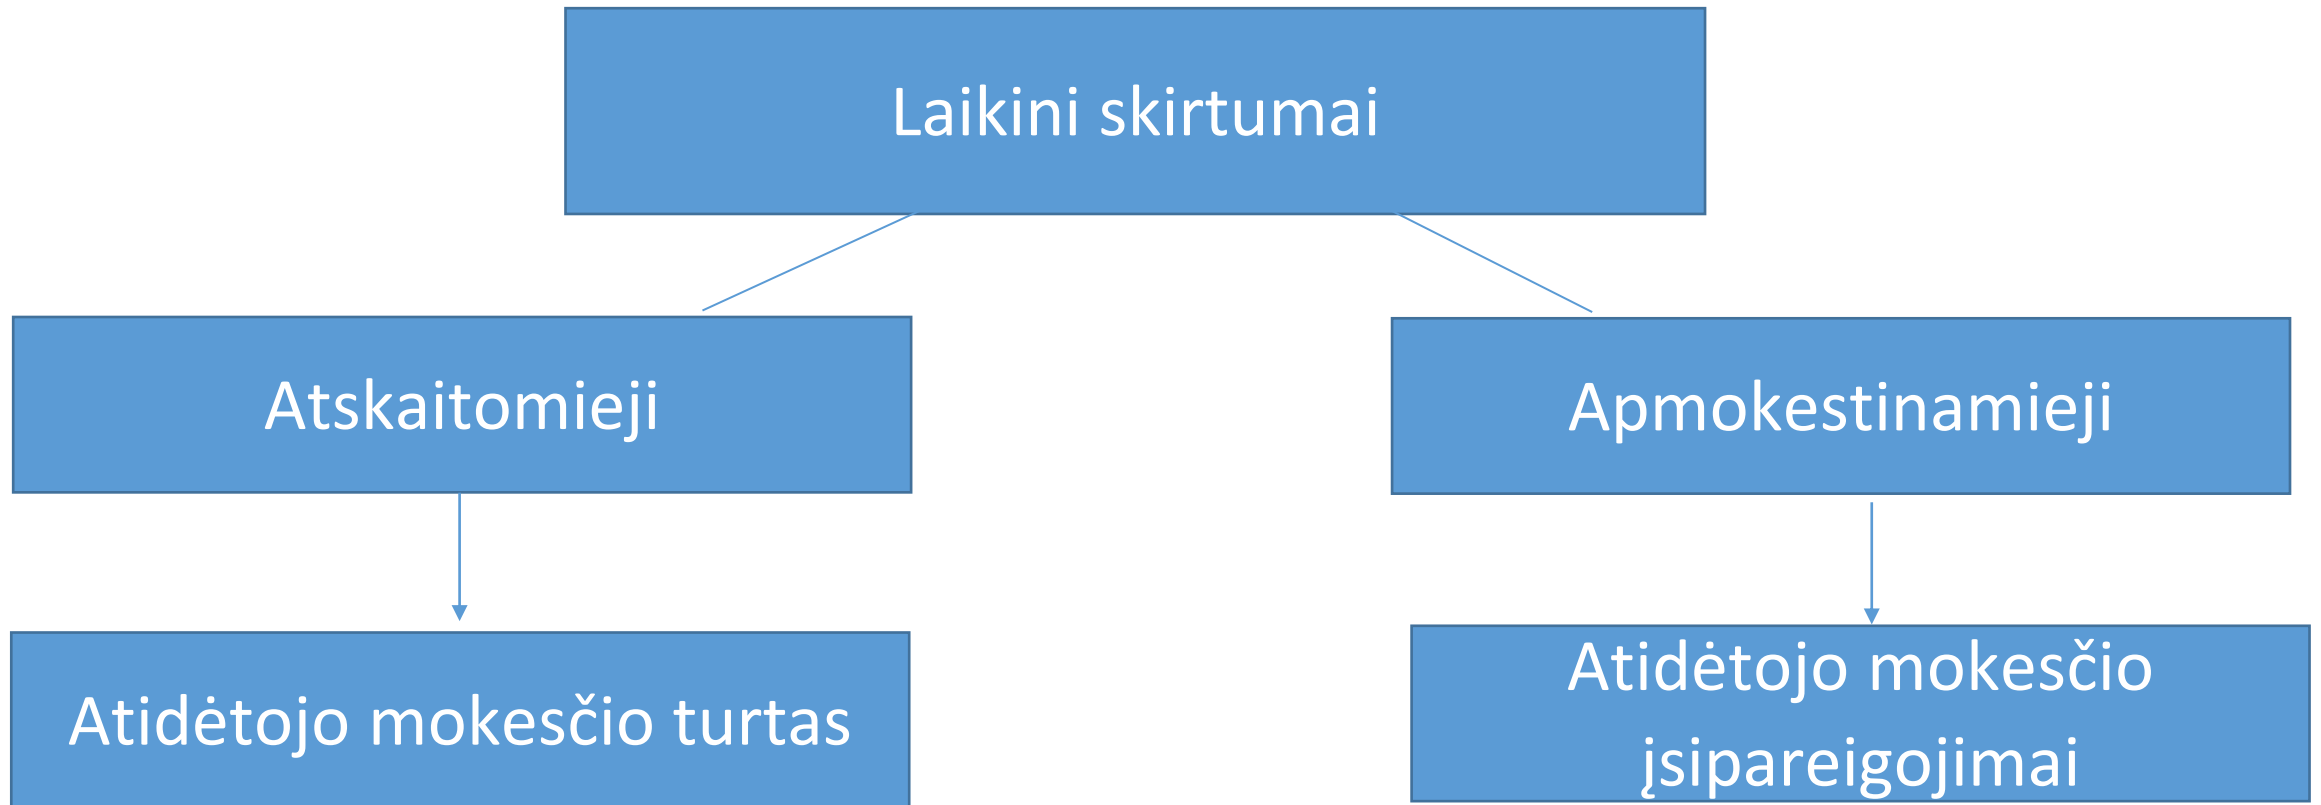 Laikini skirtumai
Atskaitomieji
Apmokestinamieji
Atidėtojo mokesčio turtas
Atidėtojo mokesčio
įsipareigojimai